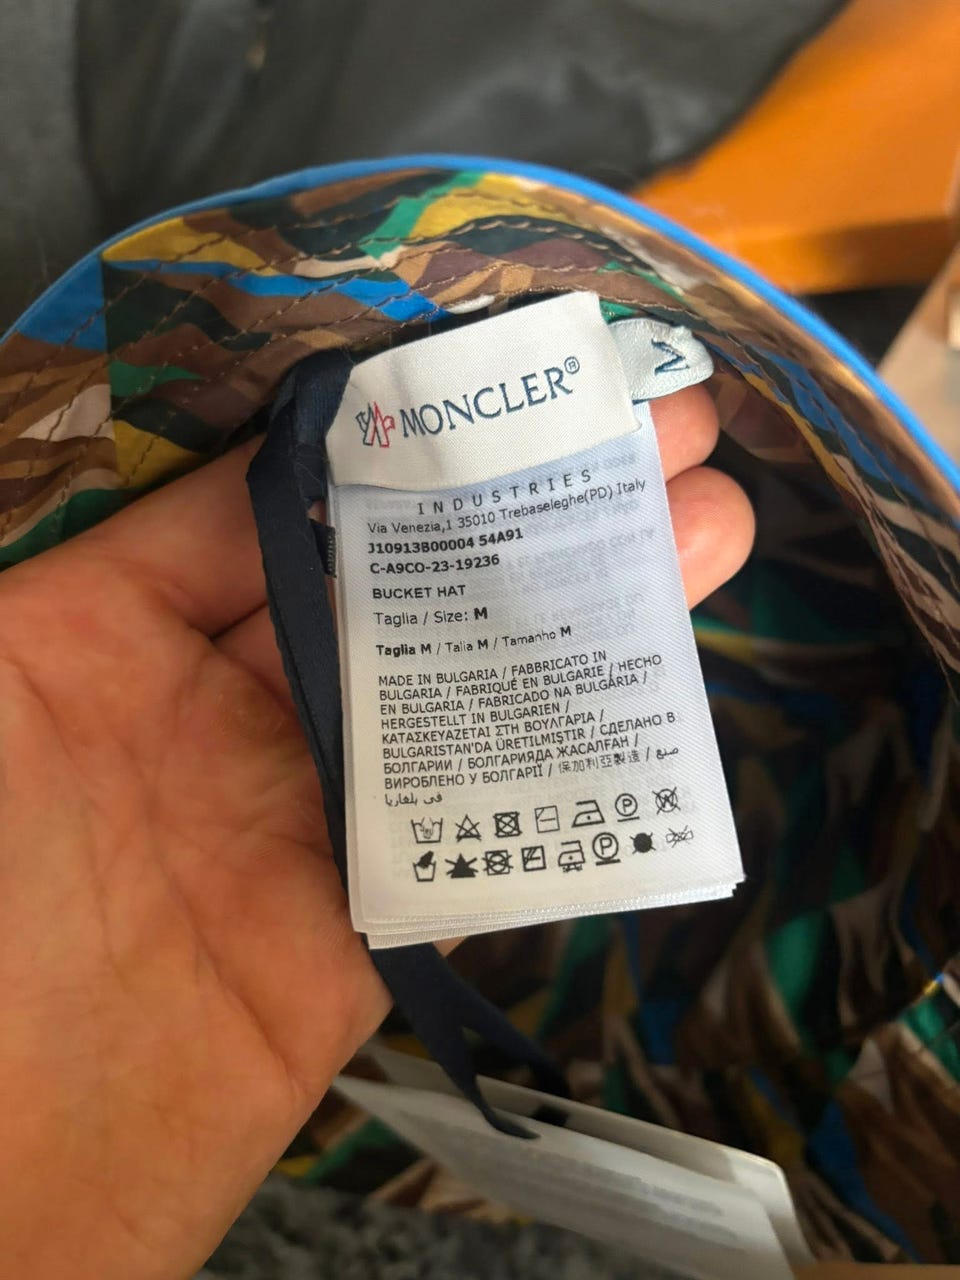 MONCLER®
M
INDUSTRIES
Via Venezia,1 35010 Trebaseleghe(PD) Italy
J10913B00004 54A91
C-A9CO-23-19236
BUCKET HAT
Taglia / Size: M
Taglia M / Talia M / Tamanho M
MADE IN BULGARIA / FABBRICATO IN
BULGARIA / FABRIQUÉ EN BULGARIE / HECHO
EN BULGARIA / FABRICADO NA BULGÁRIA /
HERGESTELLT IN BULGARIEN /
ΚΑΤΑΣΚΕΥΑΖΕΤΑΙ ΣΤΗ ΒΟΥΛΓΑΡΙΑ /
BULGARISTAN'DA ÜRETILMIŞTIR / СДЕЛАНО В
БОЛГАРИИ / БОЛГАРИЯДА ЖАСАЛҒАН /
ВИРОБЛЕНО У БОЛГАРІЇ / 保加利亞製造 / صنع
في بلغاريا